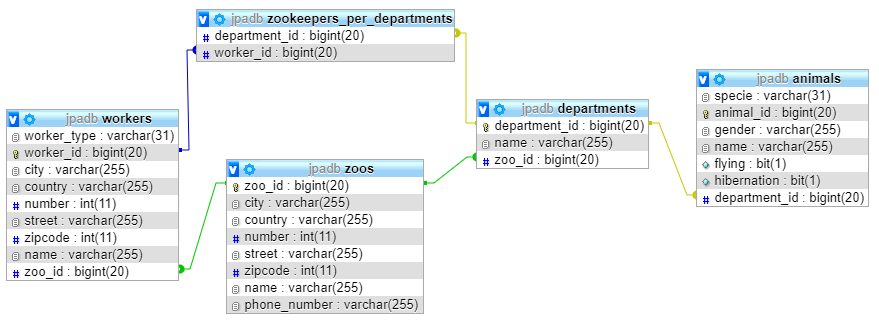 jpadb zookeepers_per_departments
# department_id : bigint(20)
# worker_id : bigint(20)
jpadb workers
worker_type : varchar(31)
worker_id : bigint(20)
city : varchar(255)
country : varchar(255)
# number : int(11)
street : varchar(255)
# zipcode : int(11)
name : varchar(255)
# zoo_id : bigint(20)
jpadb zoos
zoo_id : bigint(20)
city : varchar(255)
country : varchar(255)
# number : int(11)
street : varchar(255)
# zipcode : int(11)
name : varchar(255)
phone_number : varchar(255)
jpadb departments
department_id : bigint(20)
name : varchar(255)
# zoo_id : bigint(20)
jpadb animals
specie : varchar(31)
animal_id : bigint(20)
gender : varchar(255)
name : varchar(255)
flying : bit(1)
hibernation : bit(1)
# department_id : bigint(20)